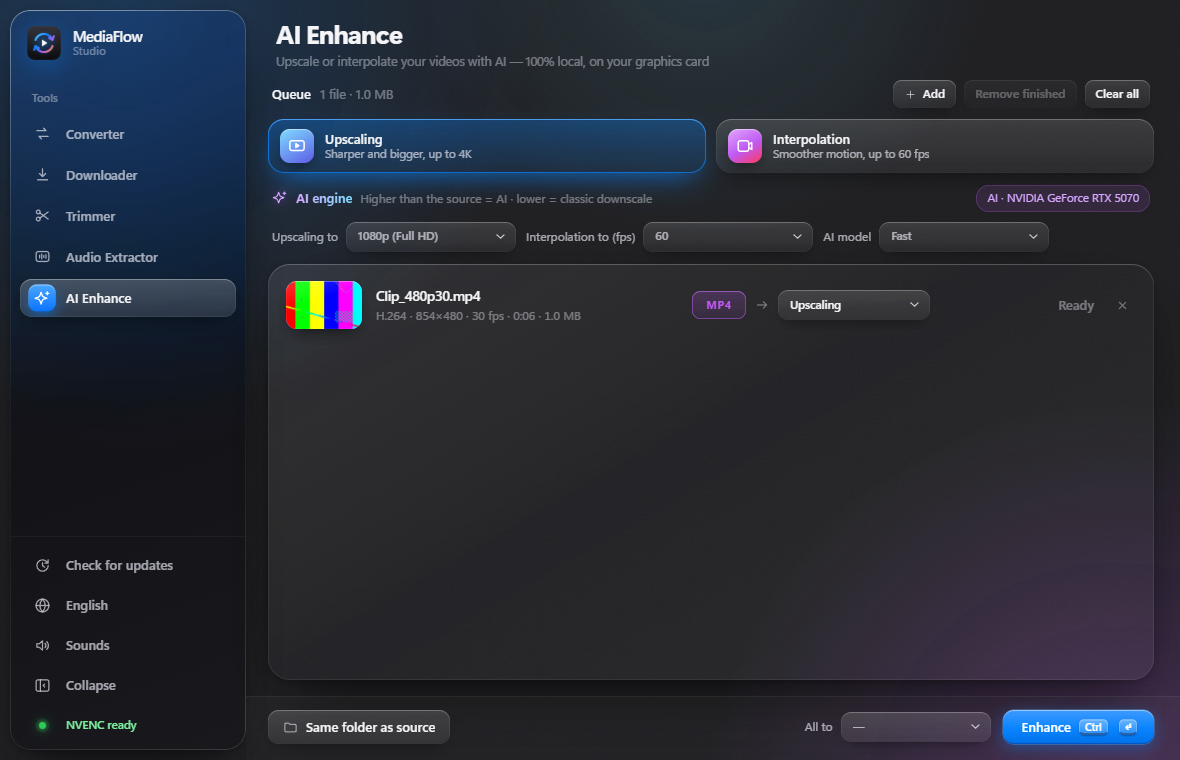 MediaFlow
Studio
Tools
Converter
Downloader
Trimmer
Audio Extractor
AI Enhance
Check for updates
English
Sounds
Collapse
NVENC ready
AI Enhance
Upscale or interpolate your videos with AI — 100% local, on your graphics card
Queue 1 file · 1.0 MB
Add Remove finished Clear all
Upscaling
Sharper and bigger, up to 4K
Interpolation
Smoother motion, up to 60 fps
AI engine Higher than the source = AI · lower = classic downscale
AI · NVIDIA GeForce RTX 5070
Upscaling to 1080p (Full HD) Interpolation to (fps) 60 AI model Fast
Clip_480p30.mp4
H.264 · 854×480 · 30 fps · 0:06 · 1.0 MB
MP4 → Upscaling Ready
Same folder as source
All to — Enhance Ctrl ⏎